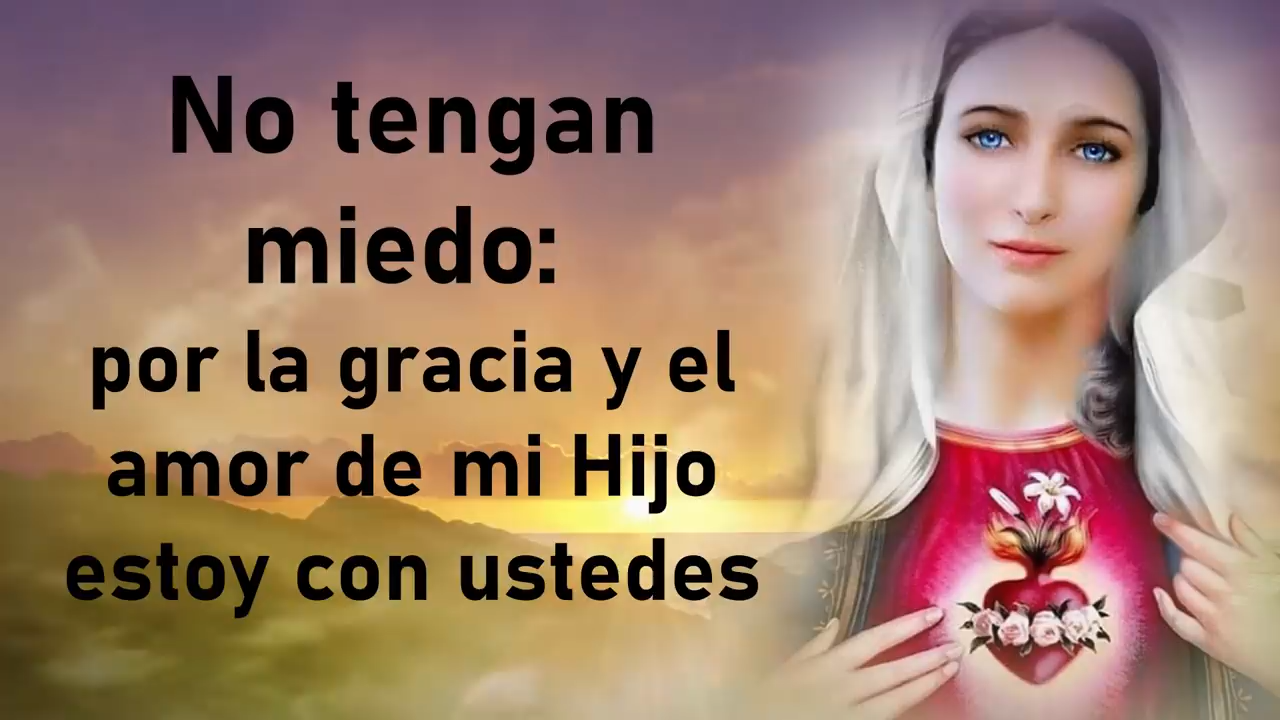 No tengan
miedo:
por la gracia y el
amor de mi Hijo
estoy con ustedes